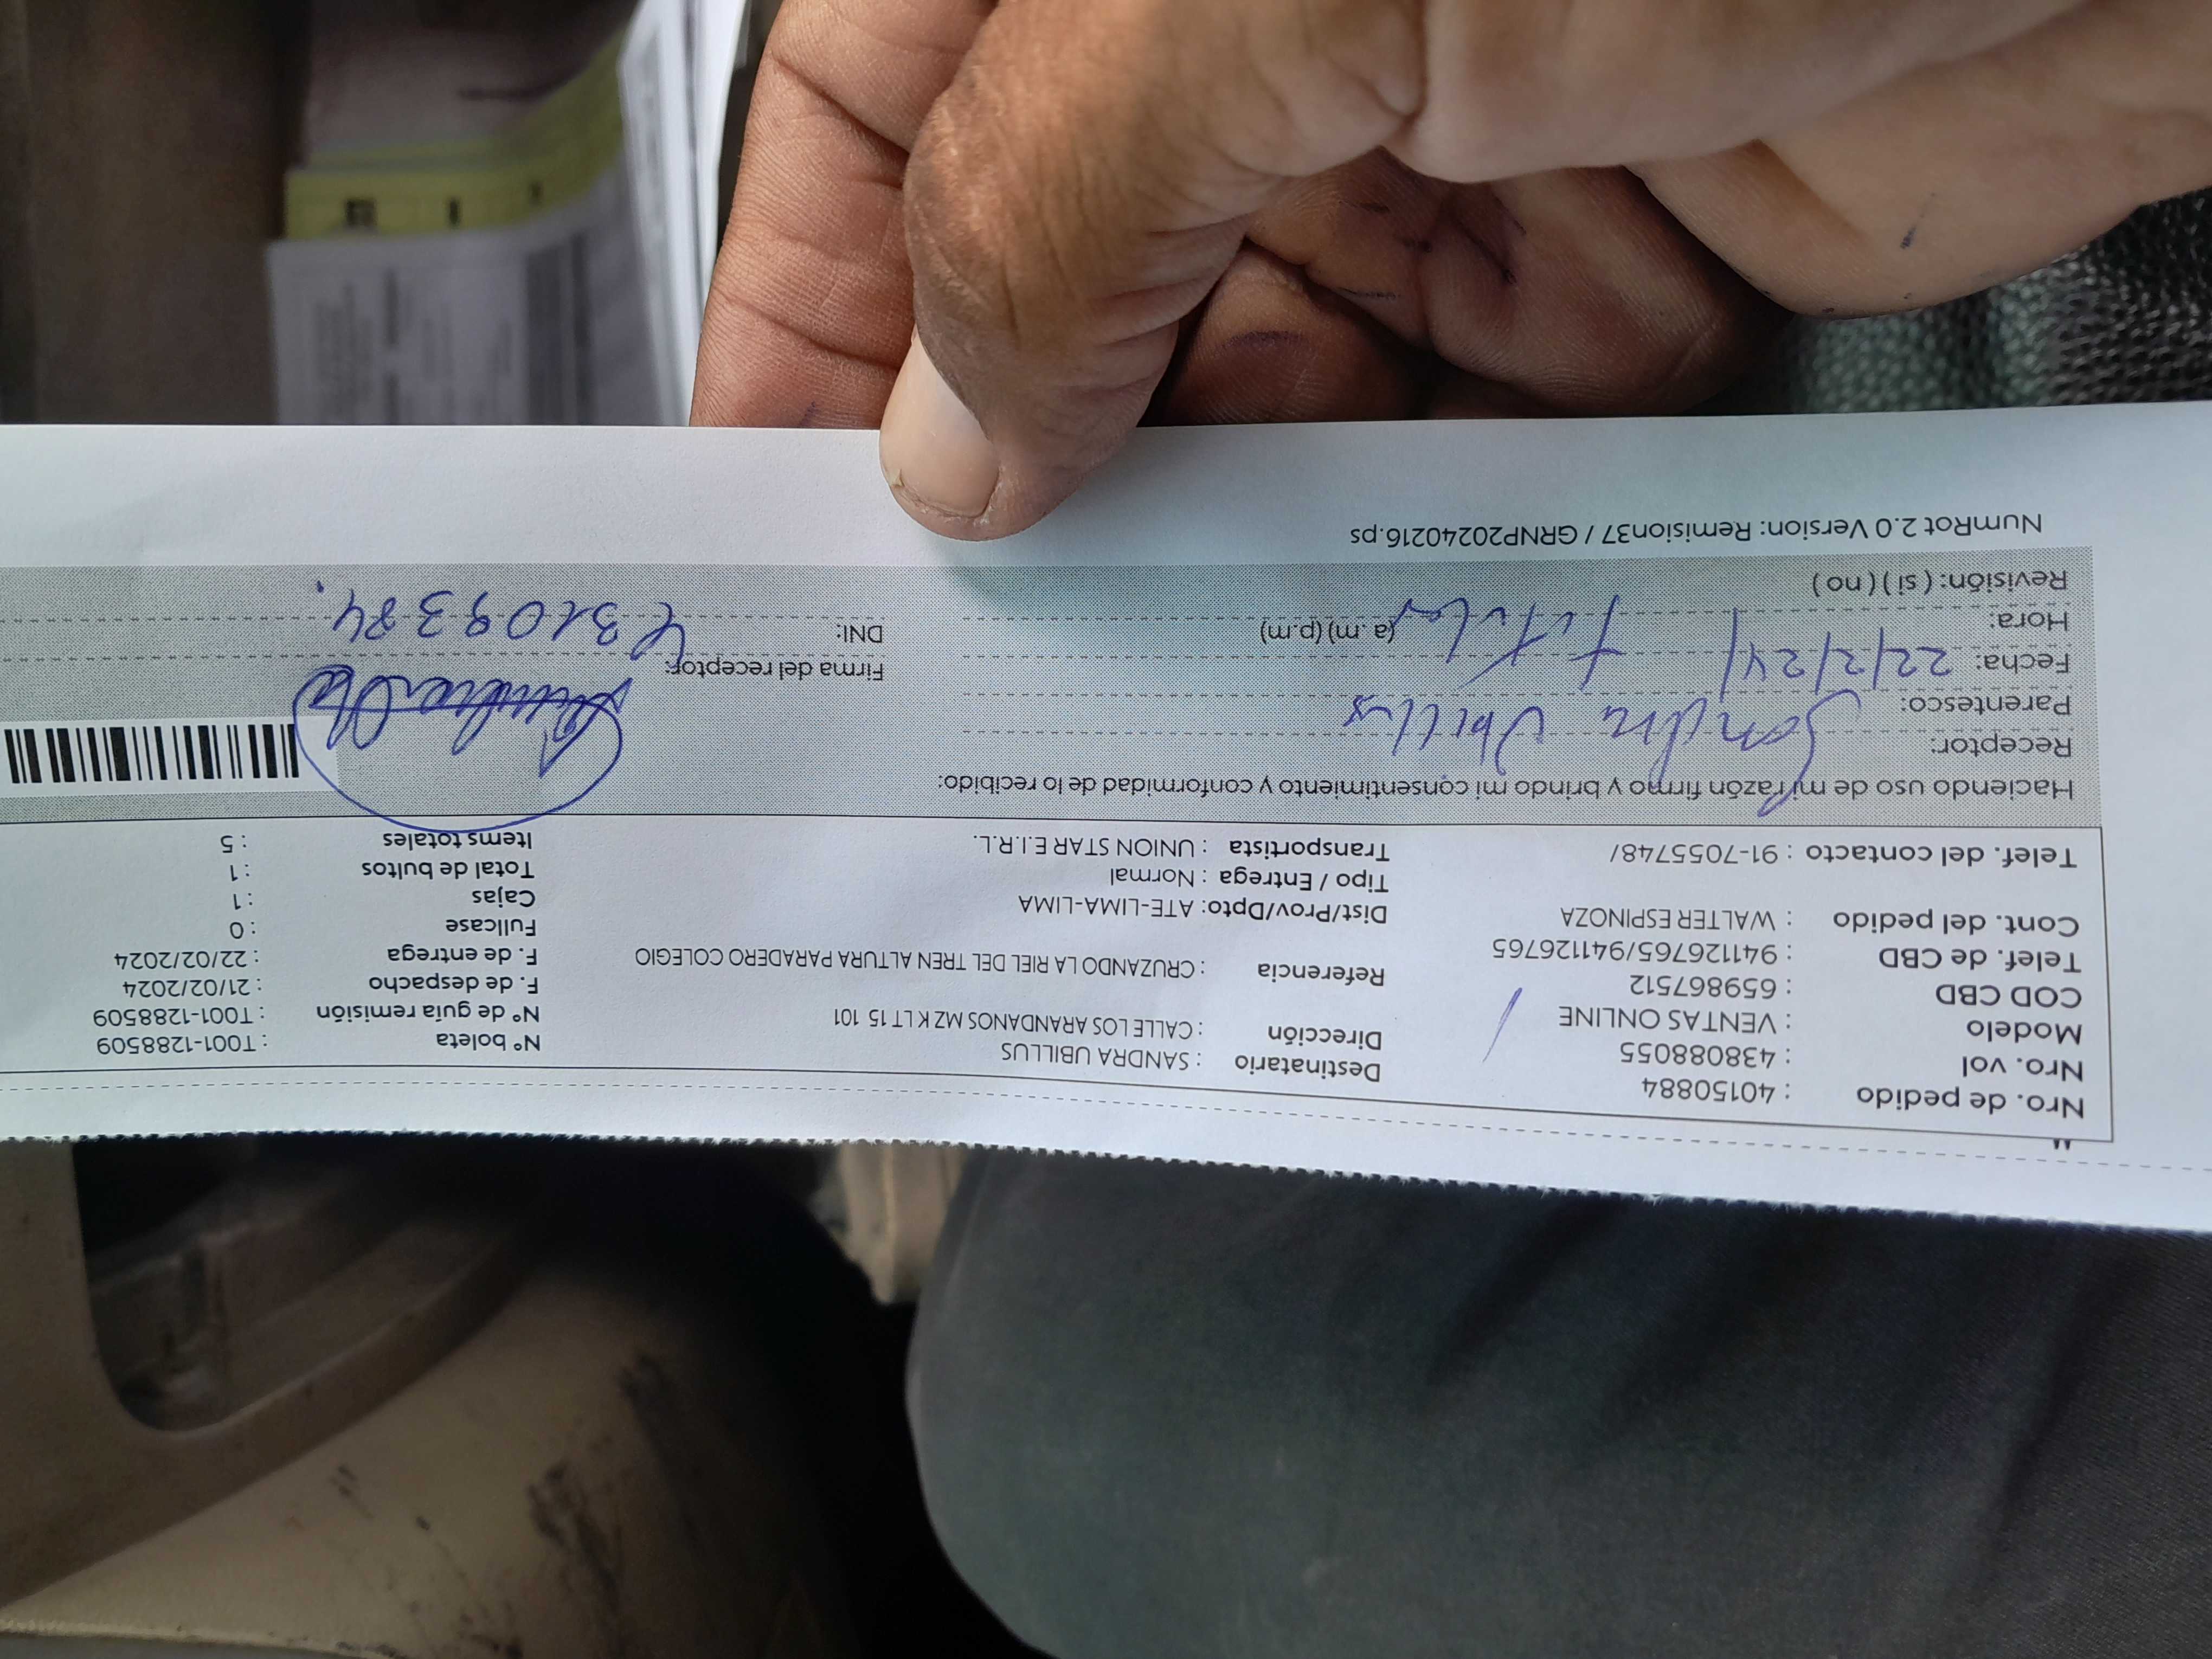 Nro. de pedido : 40150884
Nro. vol : 438088055
Modelo : VENTAS ONLINE
COD CBD : 659867512
Telef. de CBD : 941126765/941126765
Cont. del pedido : WALTER ESPINOZA
Telef. del contacto : 91-7055748/
Destinatario : SANDRA UBILLUS
Dirección : CALLE LOS ARANDANOS MZ K LT 15 101
Referencia : CRUZANDO LA RIEL DEL TREN ALTURA PARADERO COLEGIO
Dist/Prov/Dpto: ATE-LIMA-LIMA
Tipo / Entrega : Normal
Transportista : UNION STAR E.I.R.L.
Nº boleta : T001-1288509
Nº de guía remisión : T001-1288509
F. de despacho : 21/02/2024
F. de entrega : 22/02/2024
Fullcase : 0
Cajas : 1
Total de bultos : 1
Items totales : 5
Haciendo uso de mi razón firmo y brindo mi consentimiento y conformidad de lo recibido:
Receptor: Sandra Ubillus
Parentesco:
Fecha: 22/2/24 titular
Hora: (a.m) (p.m)
Revisión: ( si ) ( no )
Firma del receptor:
DNI: 43109384
NumRot 2.0 Version: Remision37 / GRNP20240216.ps